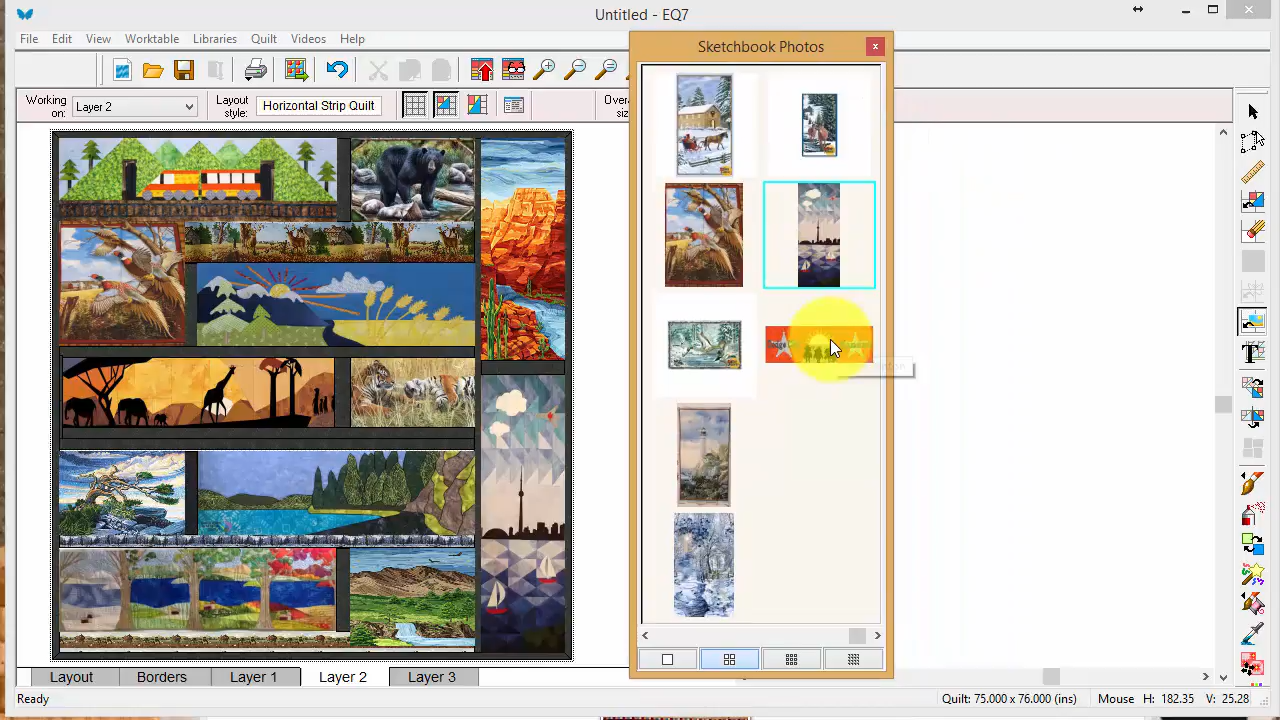 Untitled - EQ7
File Edit View Worktable Libraries Quilt Videos Help
Working on: Layer 2 Layout style: Horizontal Strip Quilt
Sketchbook Photos
Layout Borders Layer 1 Layer 2 Layer 3
Ready Quilt: 75.000 x 76.000 (ins) Mouse H: 182.35 V: 25.28